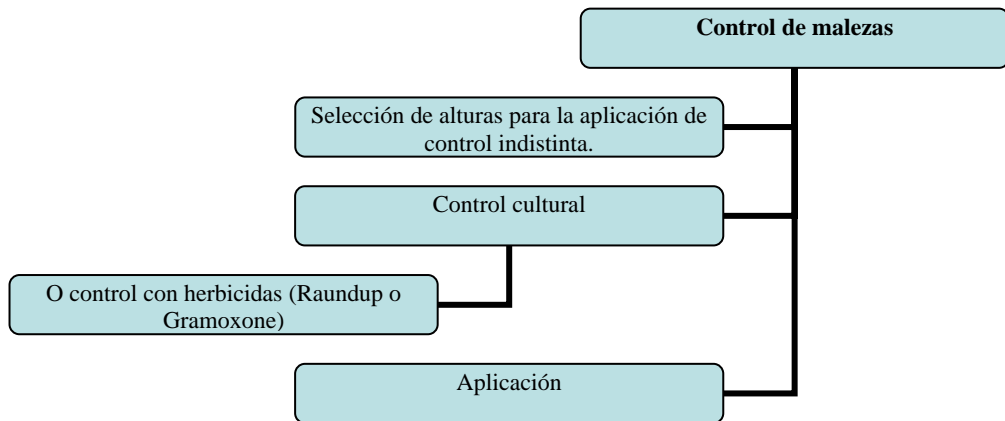 Control de malezas
Selección de alturas para la aplicación de
control indistinta.
Control cultural
O control con herbicidas (Raundup o
Gramoxone)
Aplicación